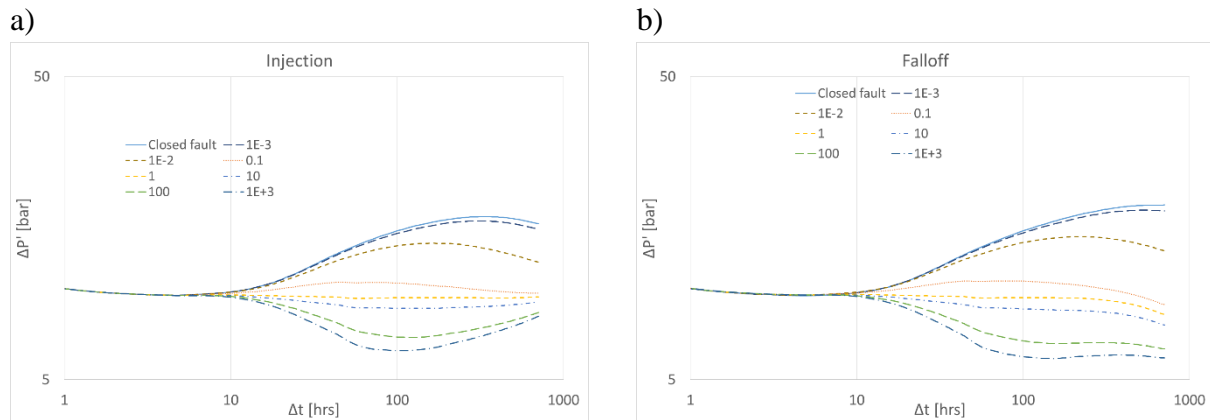 a)
Injection
50
ΔP' [bar]
Closed fault 1E-3
1E-2 0.1
1 10
100 1E+3
5
1 10 100 1000
Δt [hrs]
b)
Falloff
50
ΔP' [bar]
Closed fault 1E-3
1E-2 0.1
1 10
100 1E+3
5
1 10 100 1000
Δt [hrs]